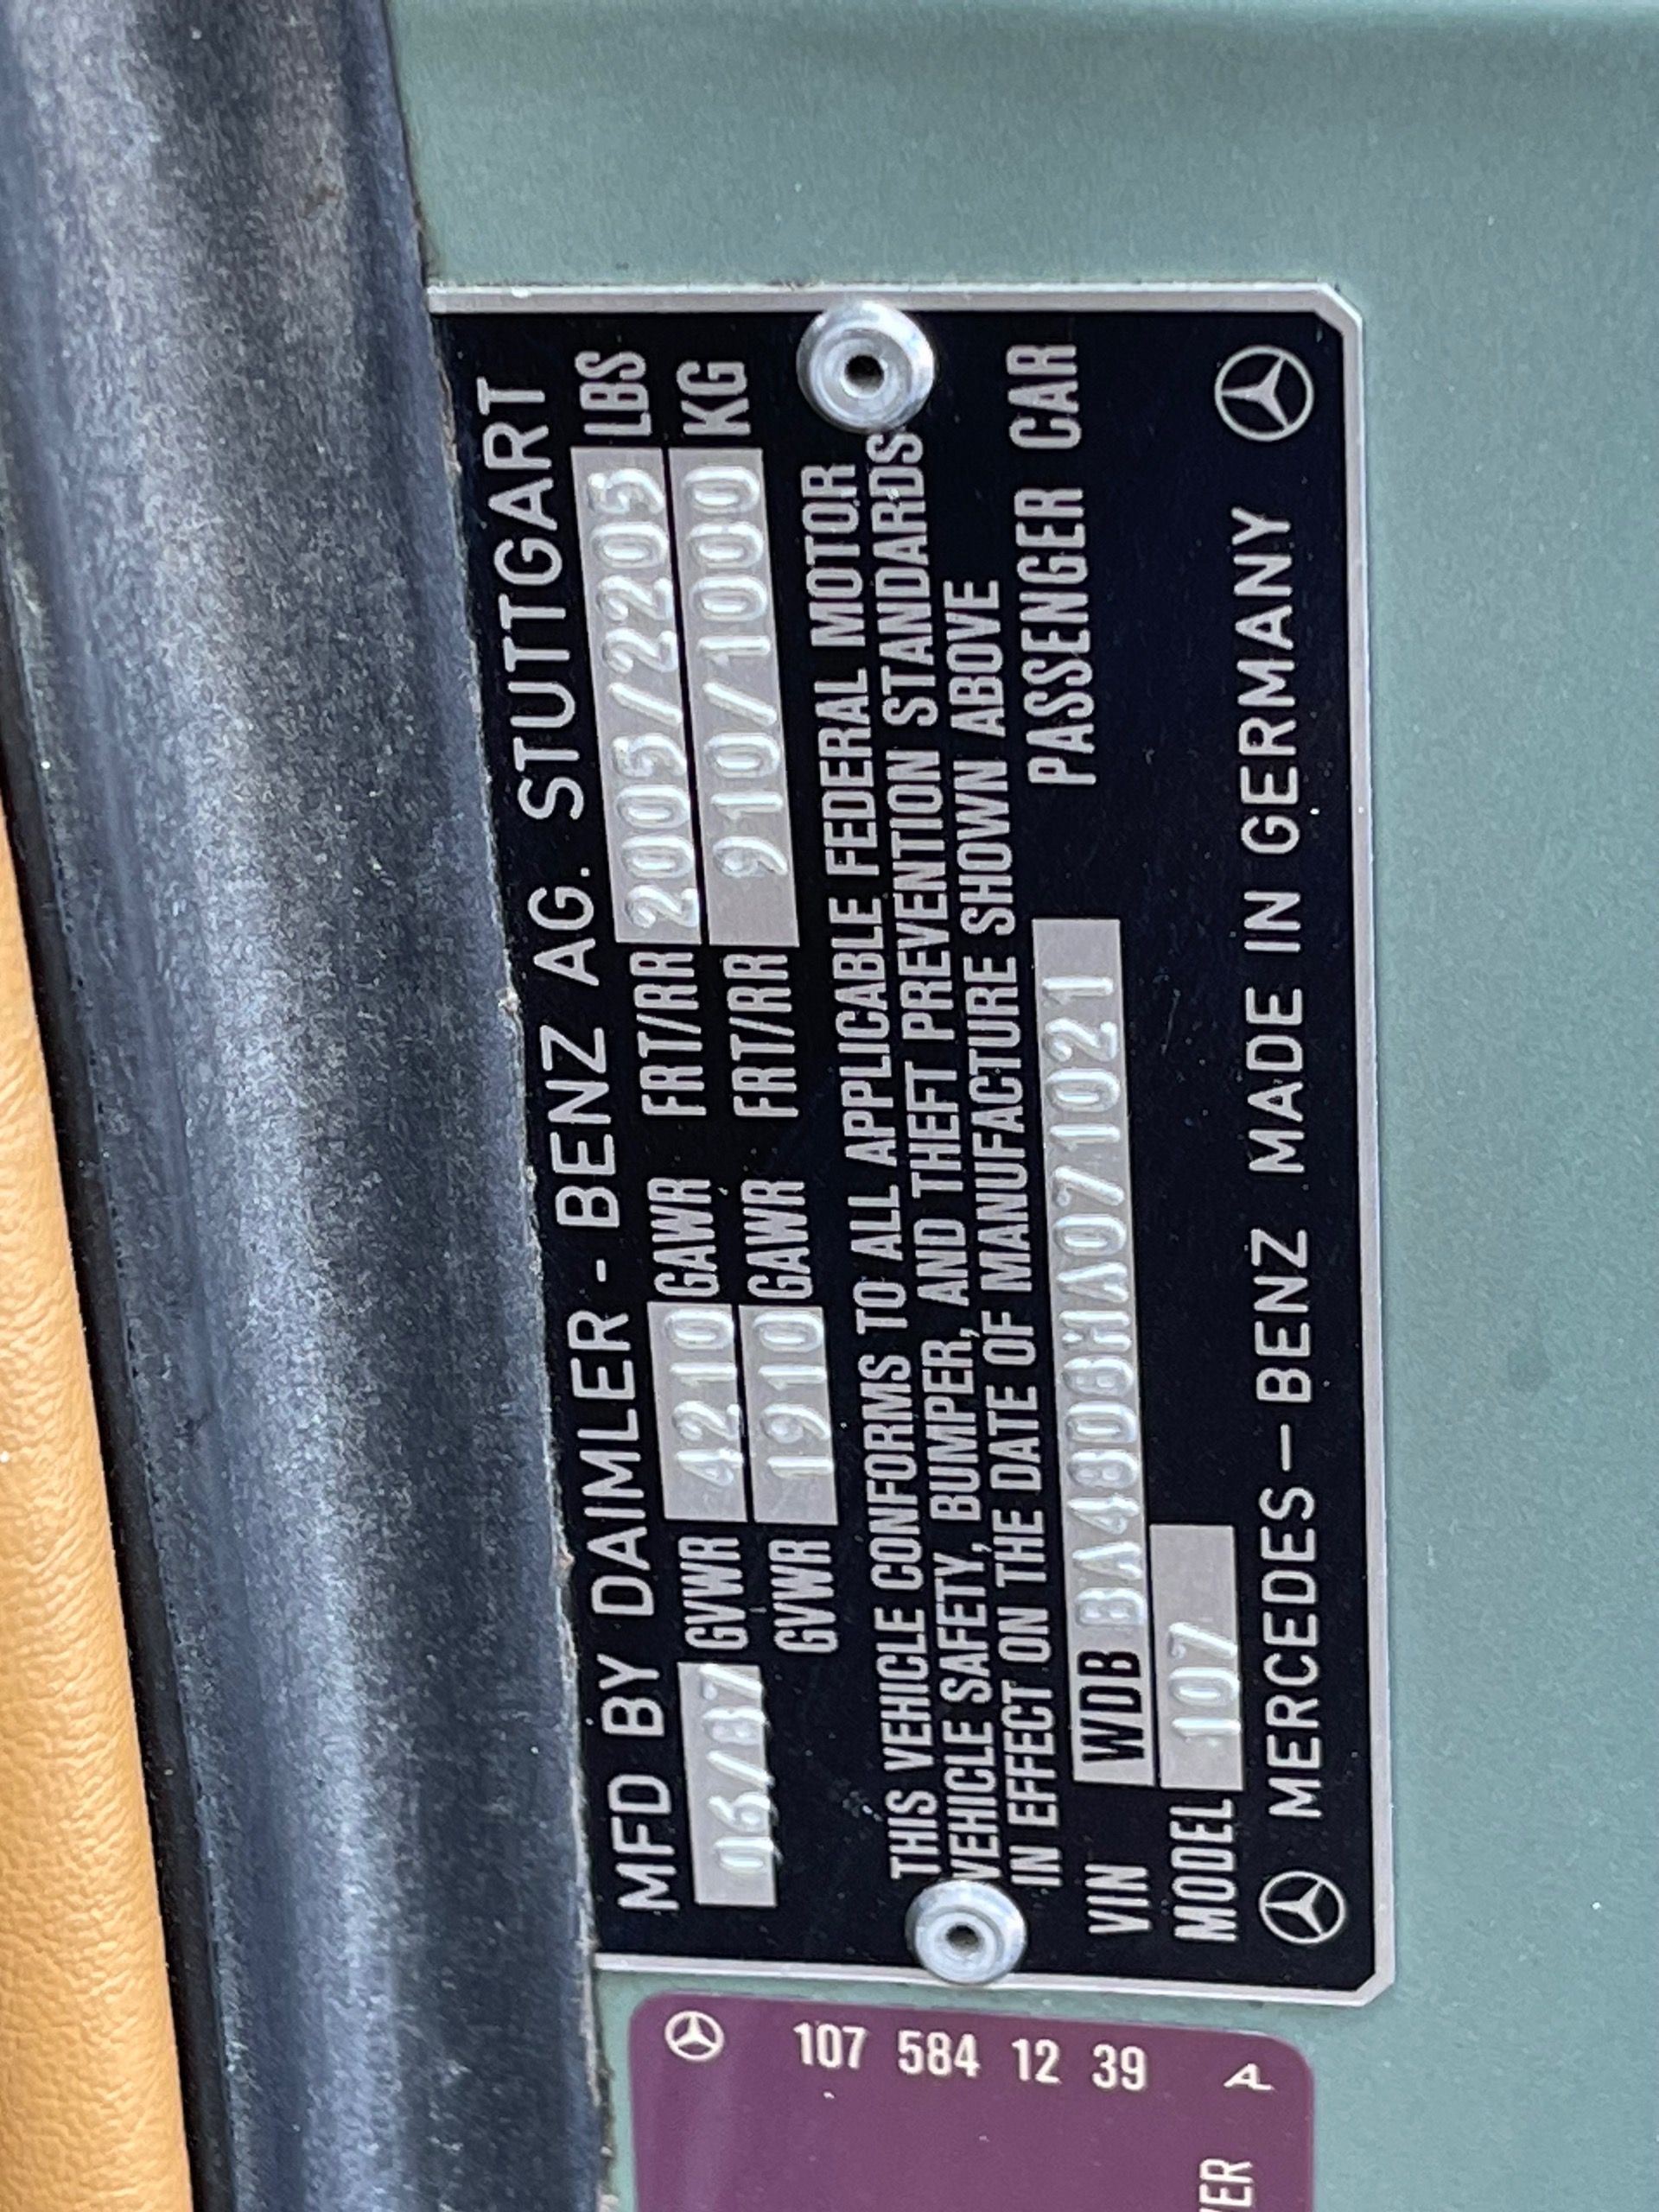 MFD BY DAIMLER - BENZ AG. STUTTGART
06/87 GVWR 4210 GAWR FRT/RR 2005/2205 LBS
GVWR 1910 GAWR FRT/RR 910/1000 KG
THIS VEHICLE CONFORMS TO ALL APPLICABLE FEDERAL MOTOR
VEHICLE SAFETY, BUMPER, AND THEFT PREVENTION STANDARDS
IN EFFECT ON THE DATE OF MANUFACTURE SHOWN ABOVE
VIN WDB BA48D8HA071021 PASSENGER CAR
MODEL 107
MERCEDES-BENZ MADE IN GERMANY
107 584 12 39 A